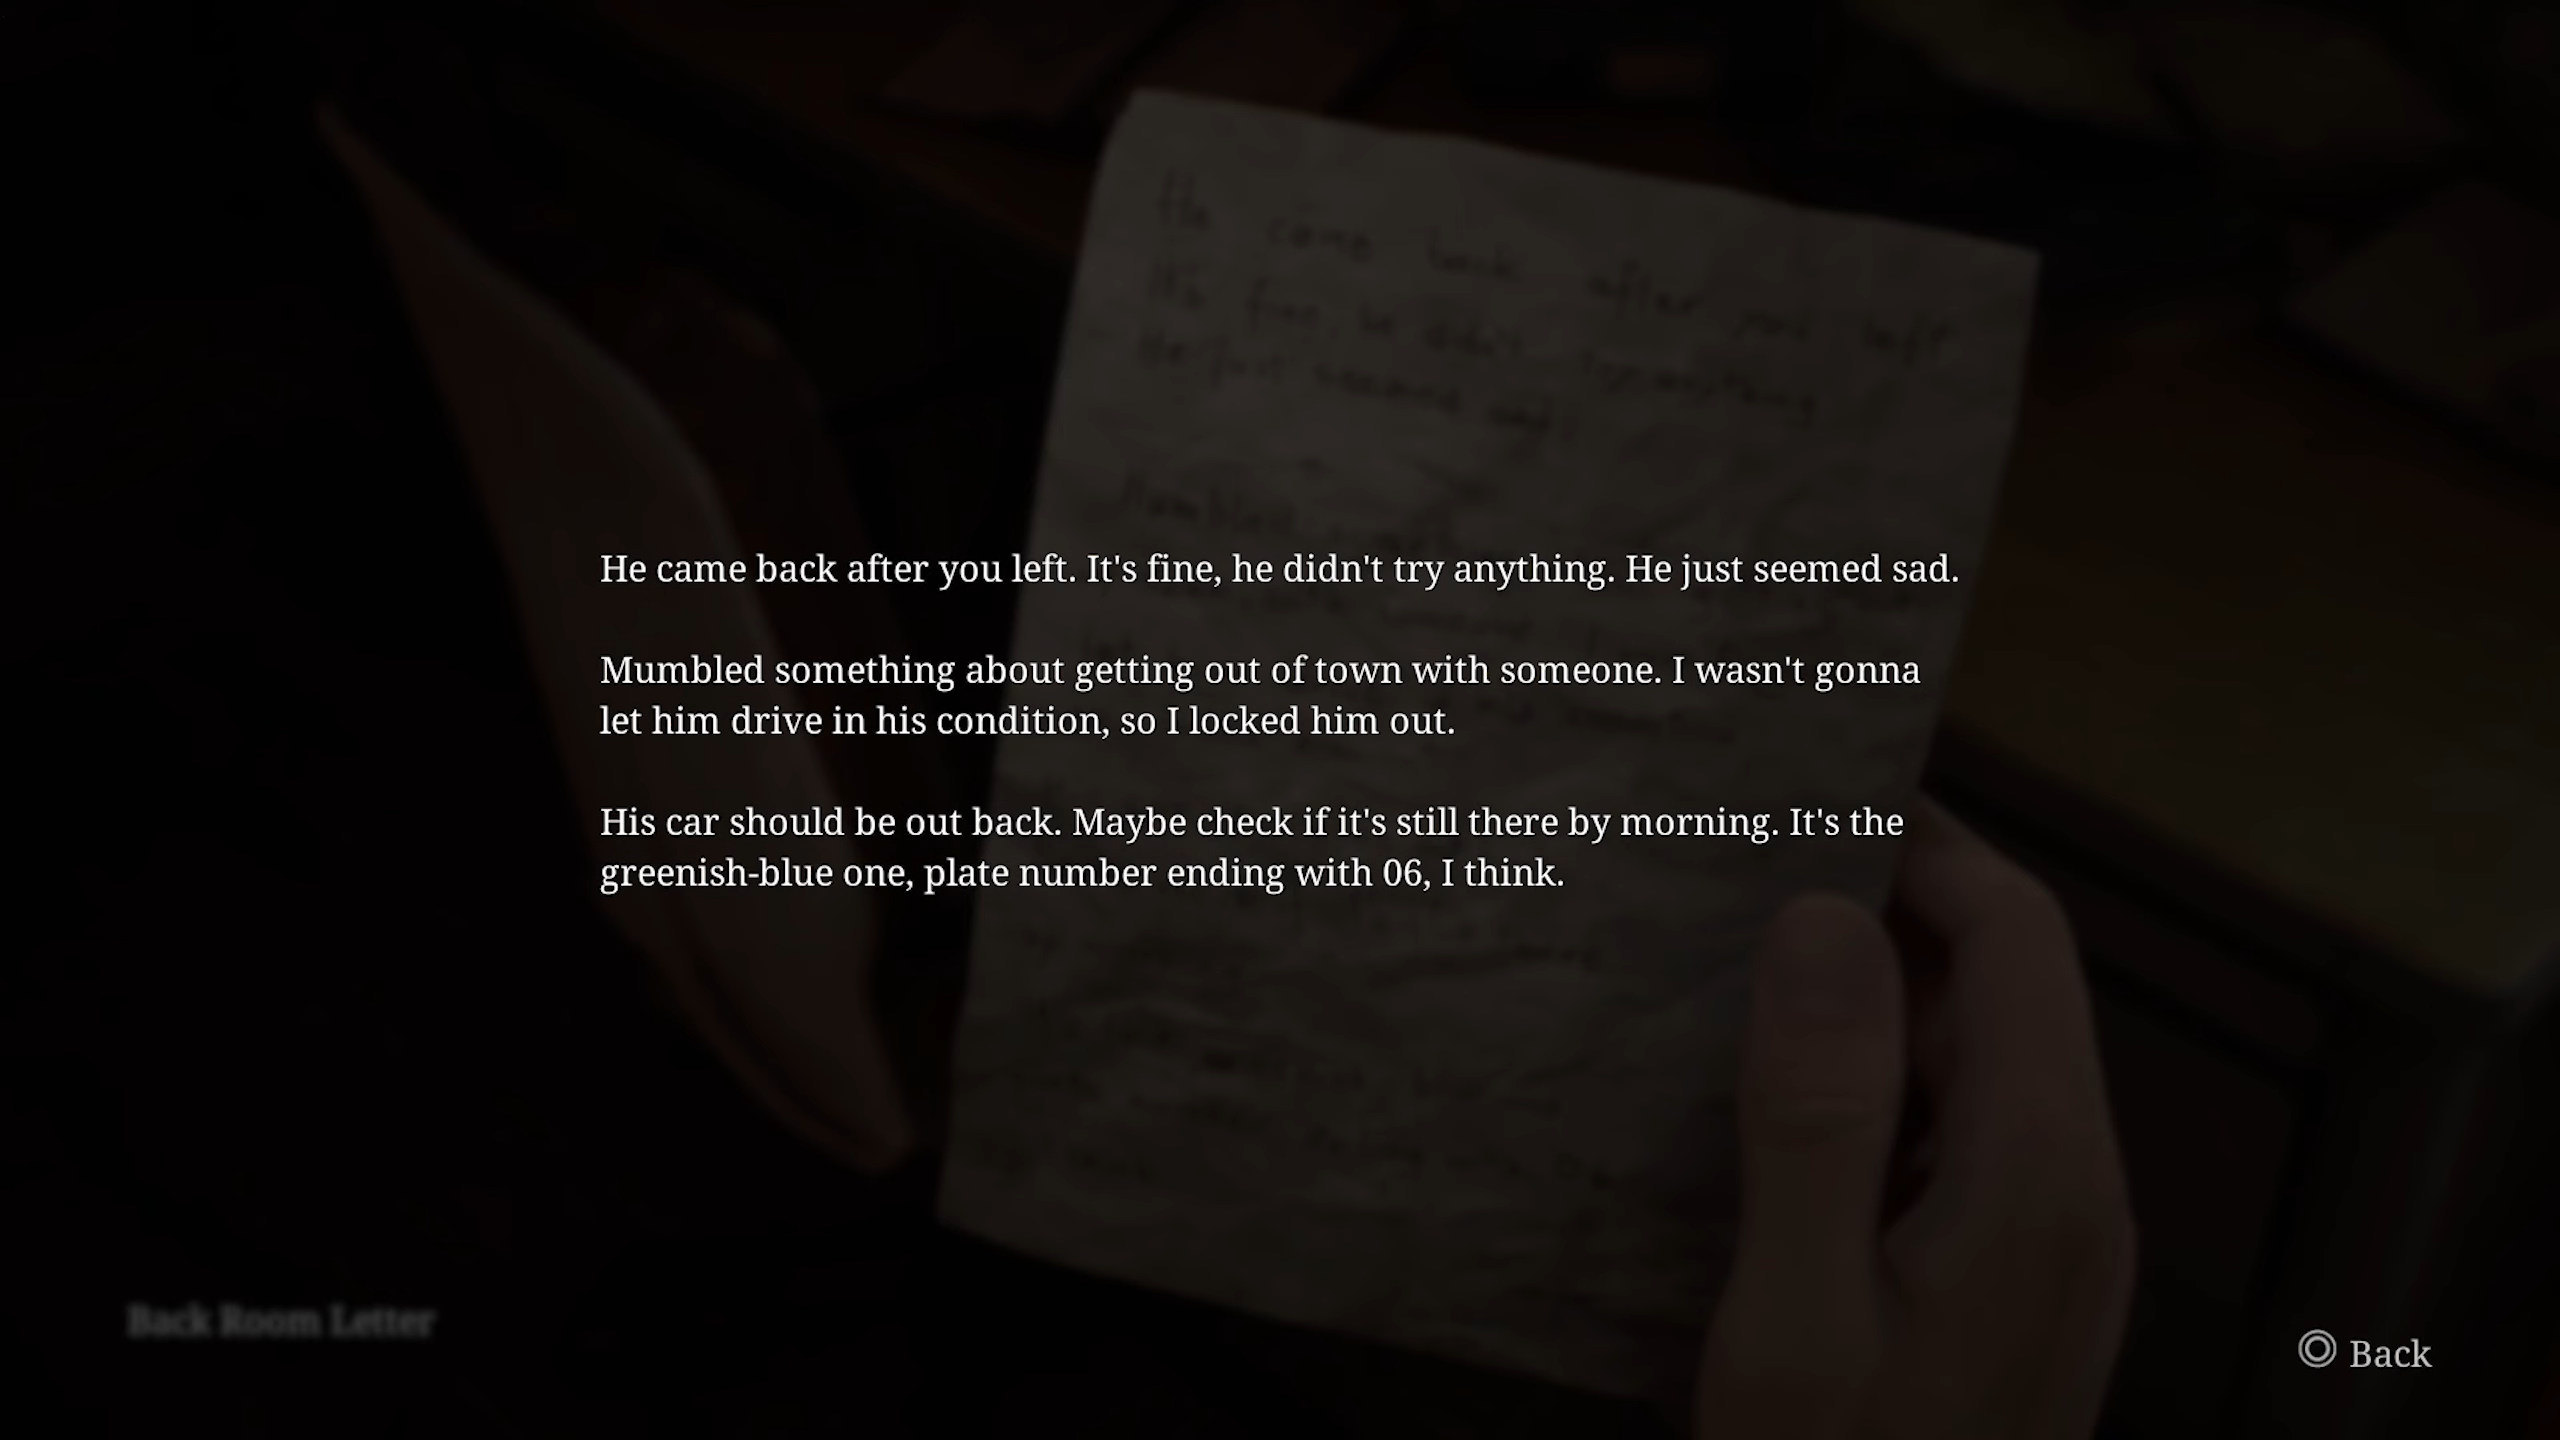 He came back after you left. It's fine, he didn't try anything. He just seemed sad.
Mumbled something about getting out of town with someone. I wasn't gonna
let him drive in his condition, so I locked him out.
His car should be out back. Maybe check if it's still there by morning. It's the
greenish-blue one, plate number ending with 06, I think.
Back Room Letter
Back